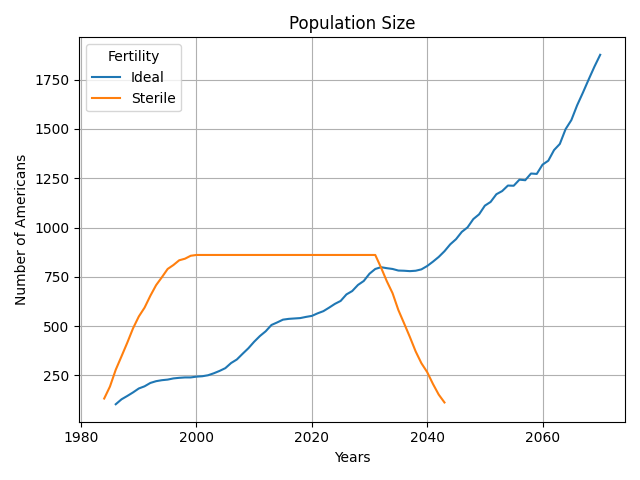 Population Size
Fertility
Ideal
Sterile
Number of Americans
1750
1500
1250
1000
750
500
250
1980
2000
2020
2040
2060
Years